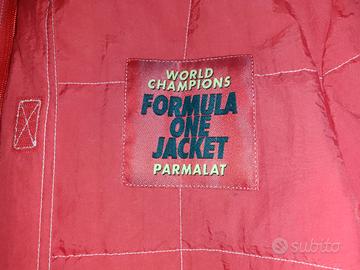 WORLD
CHAMPIONS
FORMULA
ONE
JACKET
PARMALAT
subito